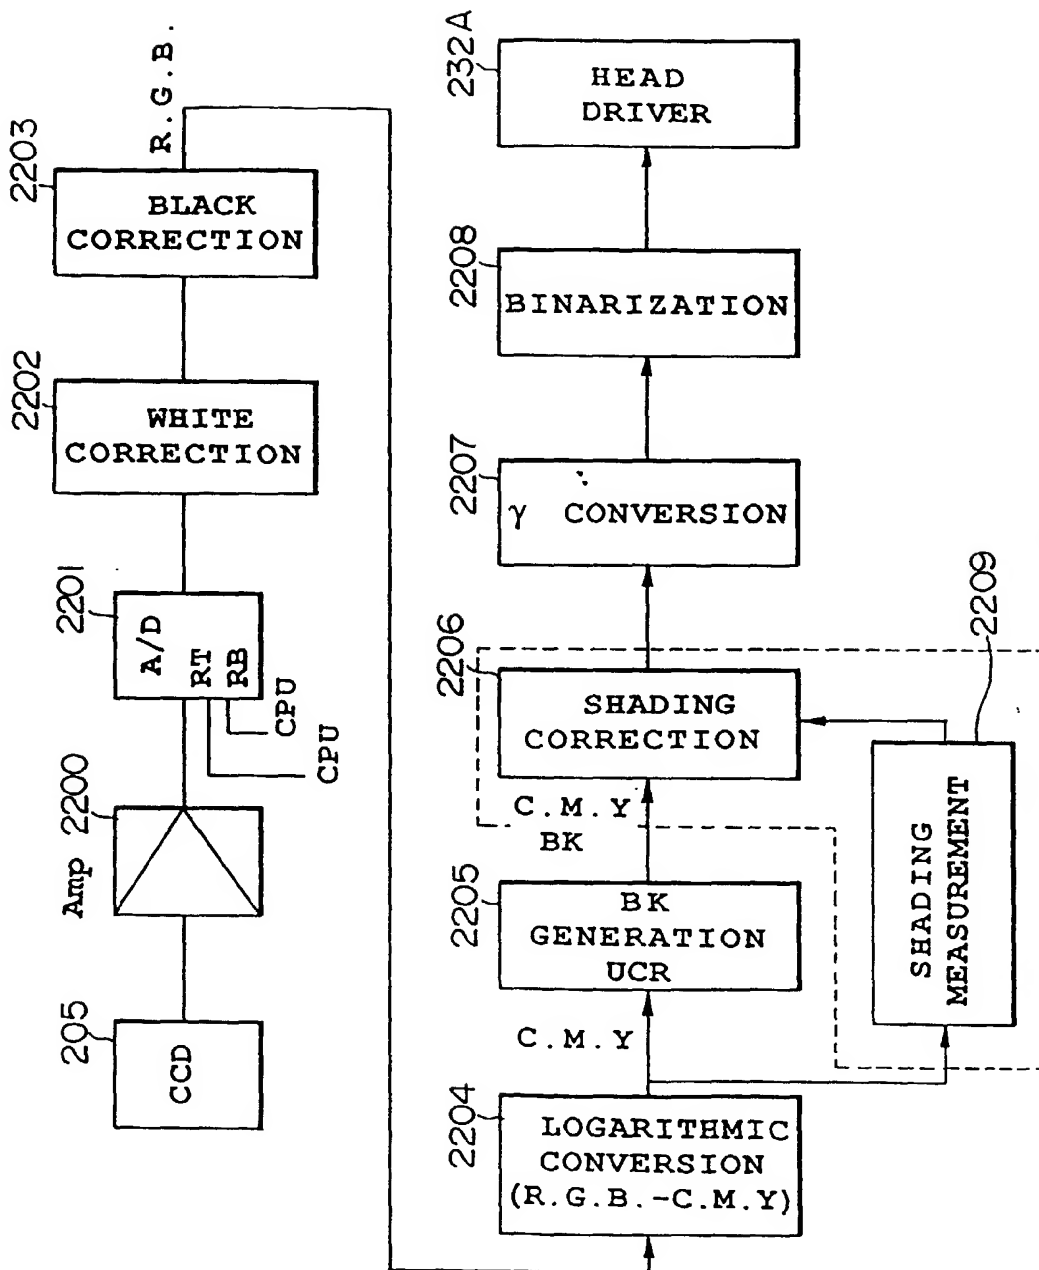 205
CCD
Amp 2200
2201
A/D
RT
RB
CPU
CPU
2202
WHITE
CORRECTION
2203
BLACK
CORRECTION
R.G.B.
2204
LOGARITHMIC
CONVERSION
(R.G.B.-C.M.Y)
C.M.Y
2205
BK
GENERATION
UCR
C.M.Y
BK
2206
SHADING
CORRECTION
2209
SHADING
MEASUREMENT
2207
γ CONVERSION
2208
BINARIZATION
232A
HEAD
DRIVER